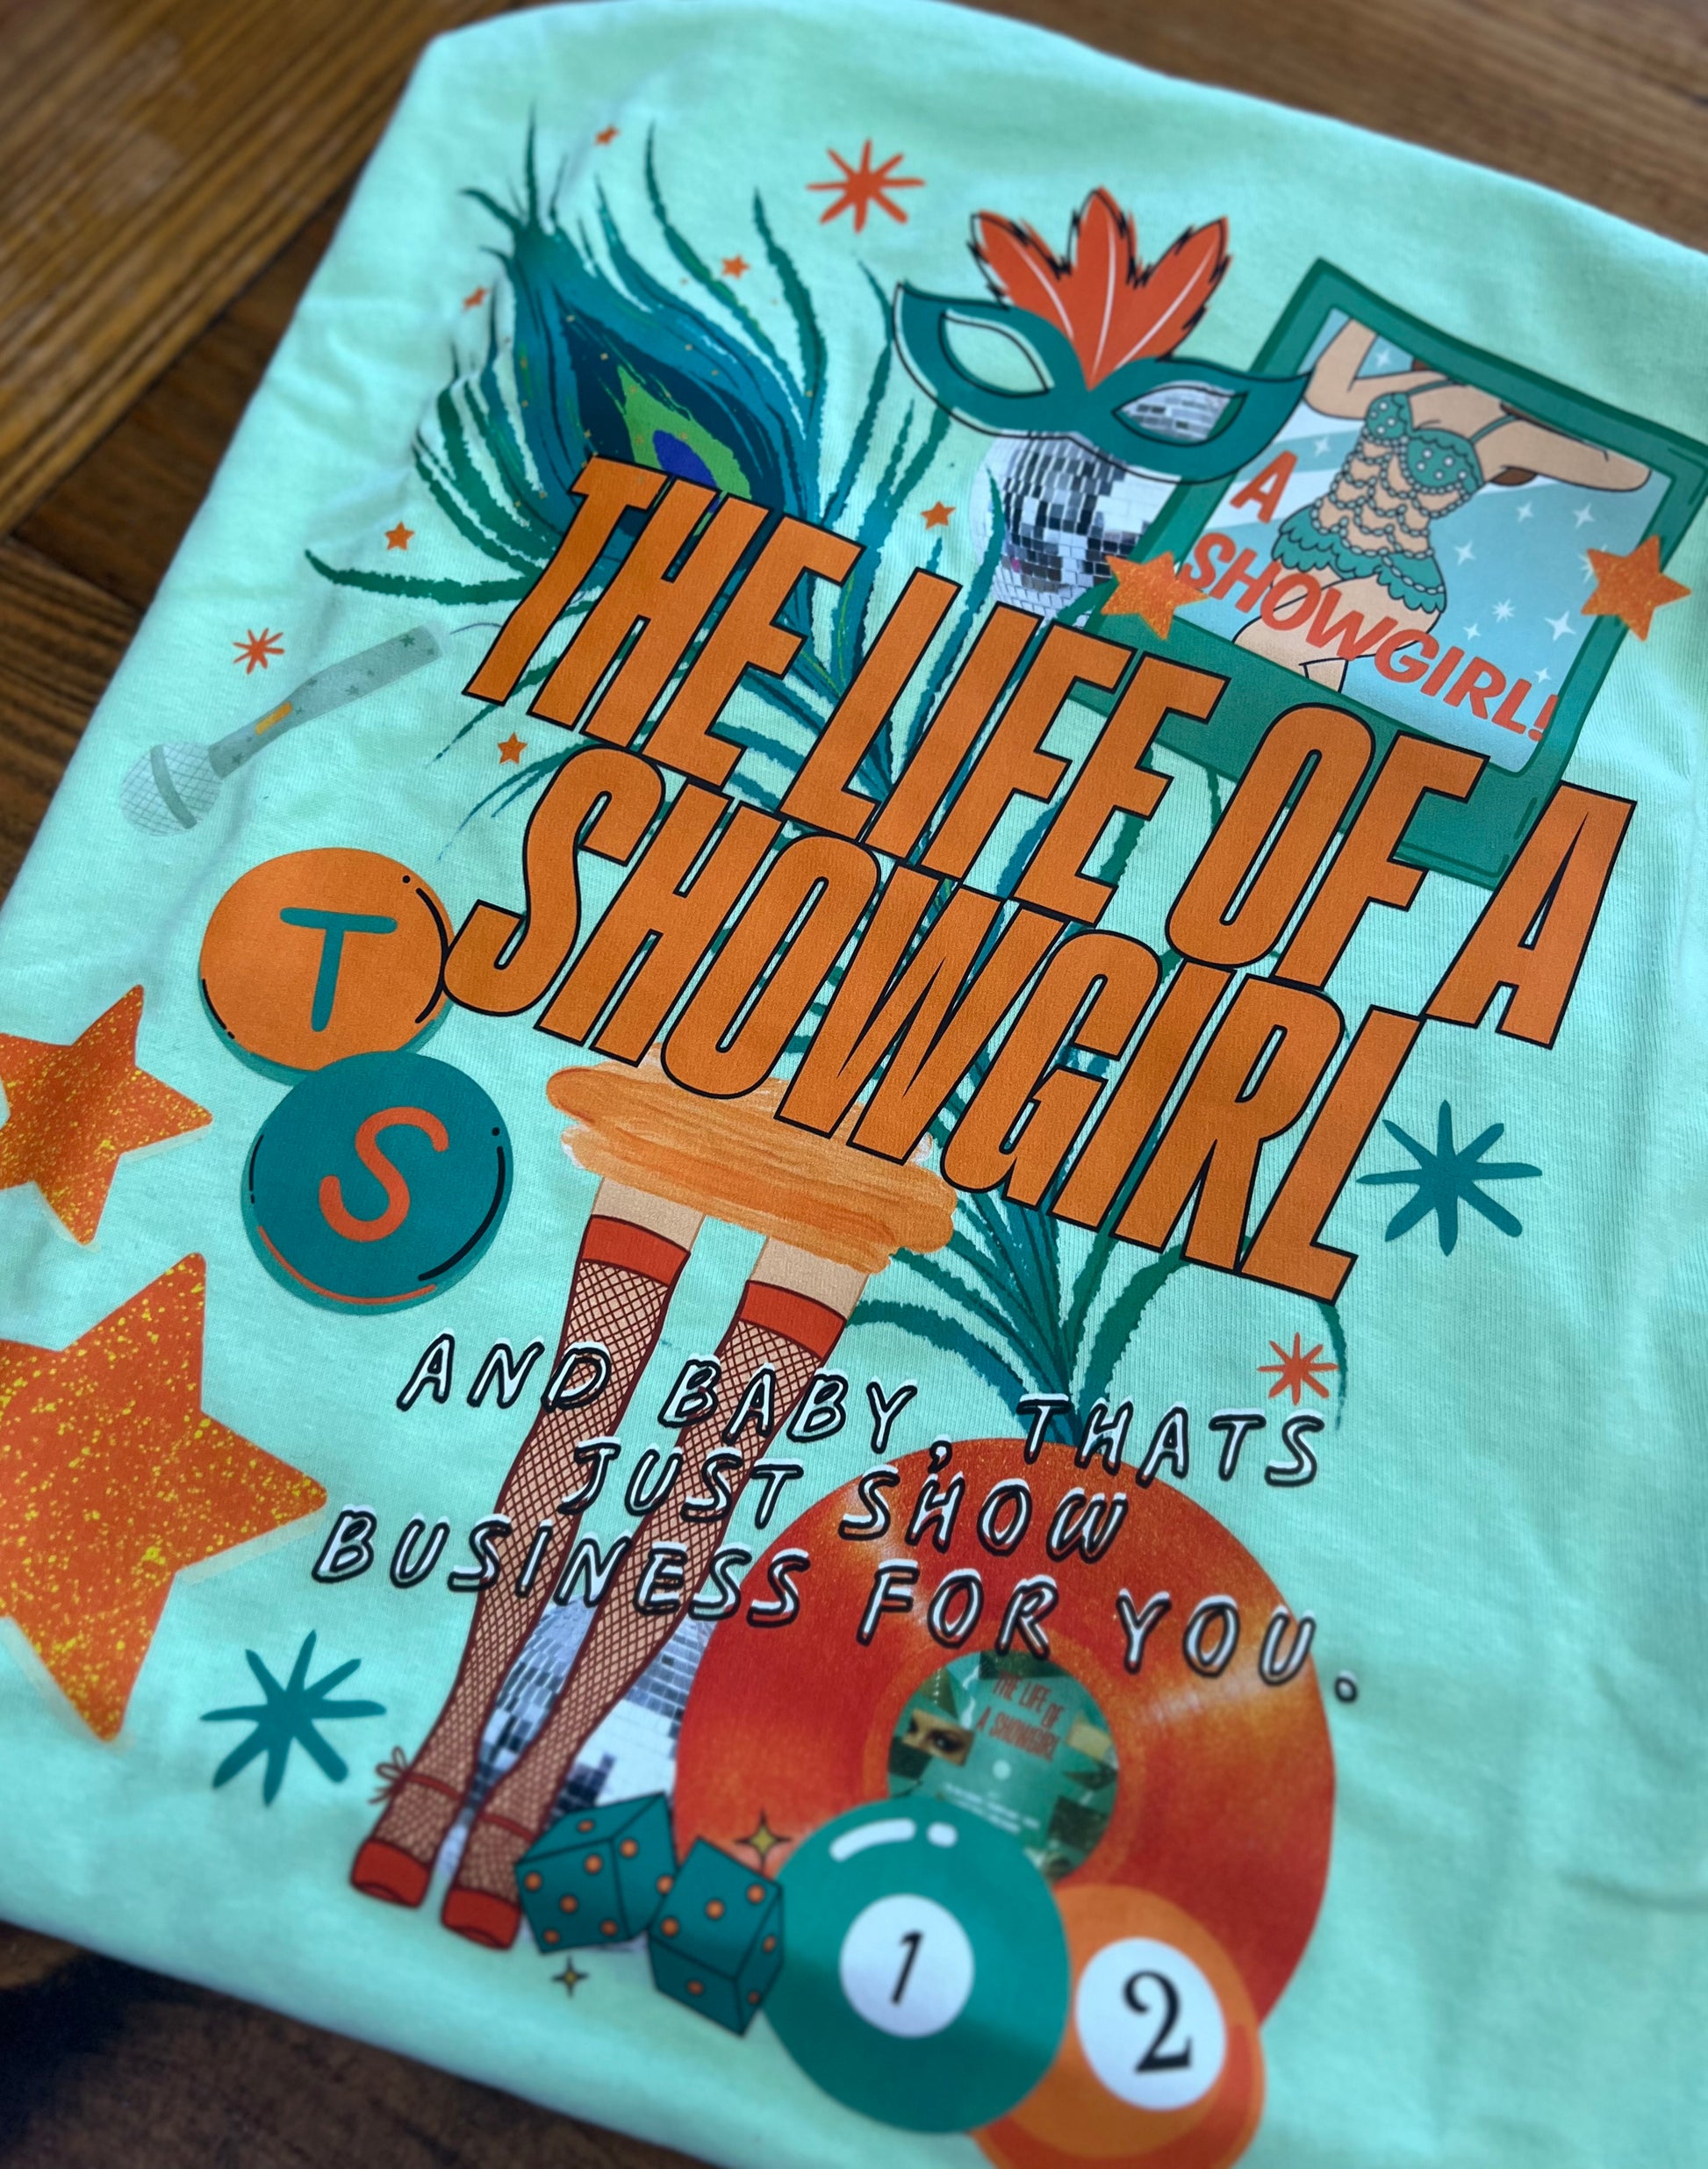 A
SHOWGIRL!
THE LIFE OF A
SHOWGIRL
T
S
AND BABY, THATS
JUST SHOW
BUSINESS FOR YOU.
THE LIFE OF
A SHOWGIRL
1
2